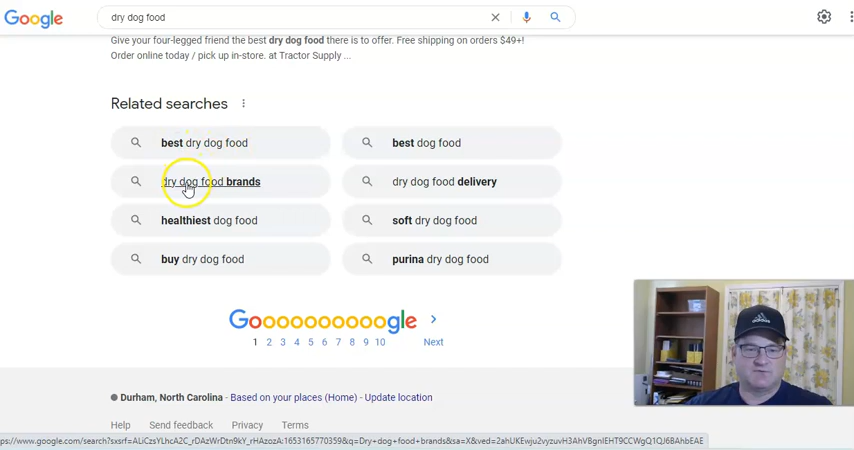 Google
dry dog food
Give your four-legged friend the best dry dog food there is to offer. Free shipping on orders $49+!
Order online today / pick up in-store. at Tractor Supply ...
Related searches
best dry dog food
best dog food
dry dog food brands
dry dog food delivery
healthiest dog food
soft dry dog food
buy dry dog food
purina dry dog food
Goooooooooogle
1 2 3 4 5 6 7 8 9 10 Next
Durham, North Carolina - Based on your places (Home) - Update location
Help Send feedback Privacy Terms
adidas